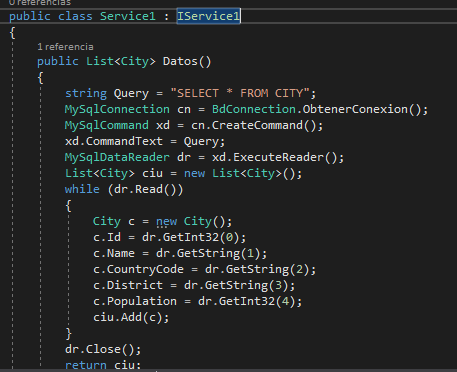 0 referencias
public class Service1 : IService1
{
1 referencia
public List<City> Datos()
{
string Query = "SELECT * FROM CITY";
MySqlConnection cn = BdConnection.ObtenerConexion();
MySqlCommand xd = cn.CreateCommand();
xd.CommandText = Query;
MySqlDataReader dr = xd.ExecuteReader();
List<City> ciu = new List<City>();
while (dr.Read())
{
City c = new City();
c.Id = dr.GetInt32(0);
c.Name = dr.GetString(1);
c.CountryCode = dr.GetString(2);
c.District = dr.GetString(3);
c.Population = dr.GetInt32(4);
ciu.Add(c);
}
dr.Close();
return ciu;